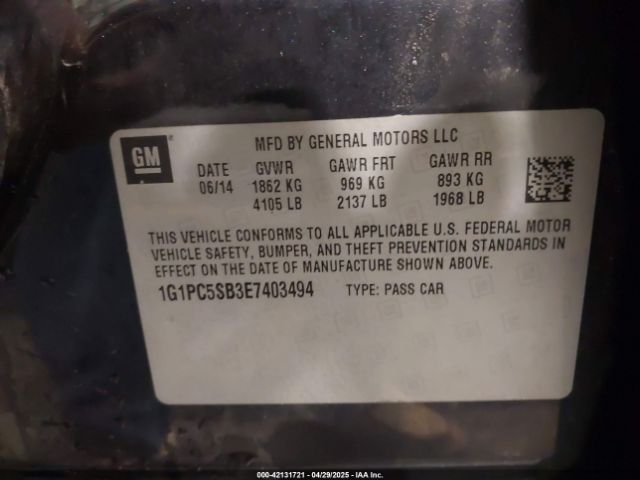 GM
MFD BY GENERAL MOTORS LLC
DATE GVWR GAWR FRT GAWR RR
06/14 1862 KG 969 KG 893 KG
4105 LB 2137 LB 1968 LB
THIS VEHICLE CONFORMS TO ALL APPLICABLE U.S. FEDERAL MOTOR
VEHICLE SAFETY, BUMPER, AND THEFT PREVENTION STANDARDS IN
EFFECT ON THE DATE OF MANUFACTURE SHOWN ABOVE.
1G1PC5SB3E7403494 TYPE: PASS CAR
000-42131721 - 04/29/2025 - IAA Inc.